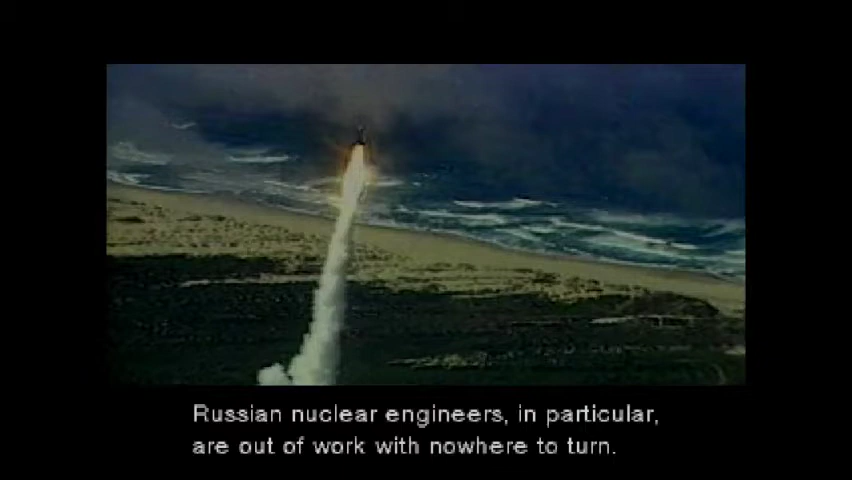 Russian nuclear engineers, in particular,
are out of work with nowhere to turn.